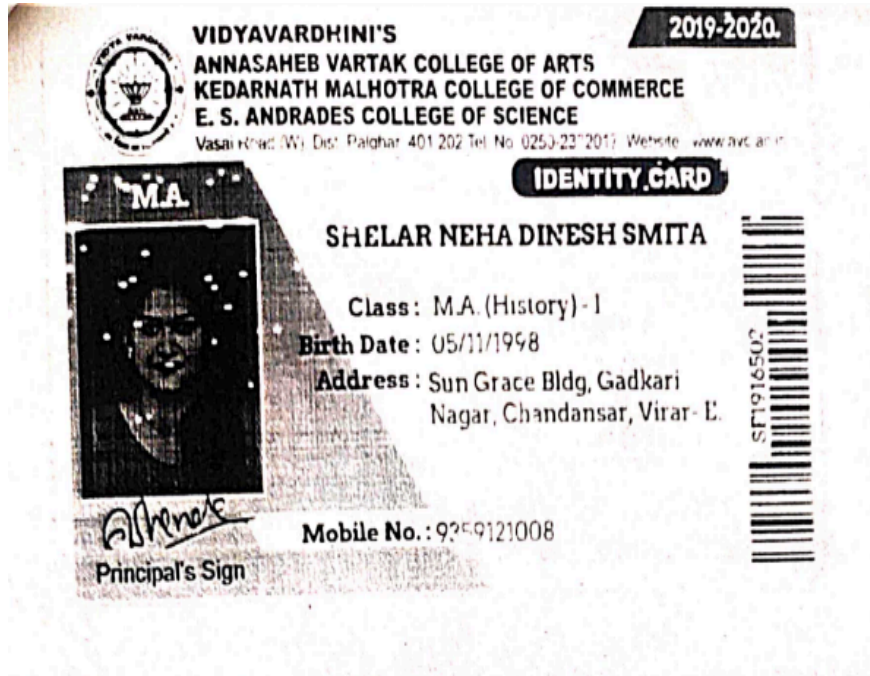 VIDYAVARDHINI'S
2019-2020.
ANNASAHEB VARTAK COLLEGE OF ARTS
KEDARNATH MALHOTRA COLLEGE OF COMMERCE
E. S. ANDRADES COLLEGE OF SCIENCE
Vasai Road (W), Dist. Palghar 401 202 Tel. No. Website
IDENTITY CARD
M.A.
SHELAR NEHA DINESH SMITA
Class : M.A. (History) - I
Birth Date : 05/11/1998
Address : Sun Grace Bldg, Gadkari
Nagar, Chandansar, Virar- E.
SF1916502
Mobile No. :
Principal's Sign